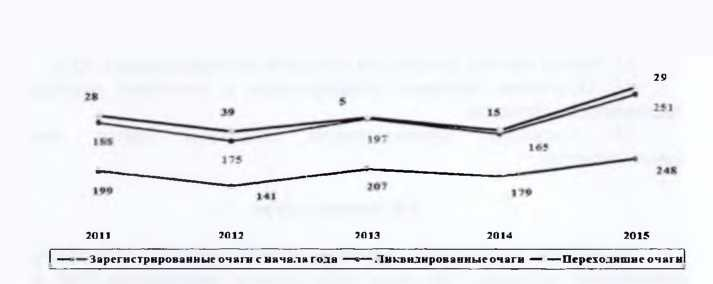 28 39 5 15 29
188 175 197 165 251
199 141 207 179 248
2011 2012 2013 2014 2015
Зарегистрированные очаги с начала года Ликвидированные очаги Переходящие очаги